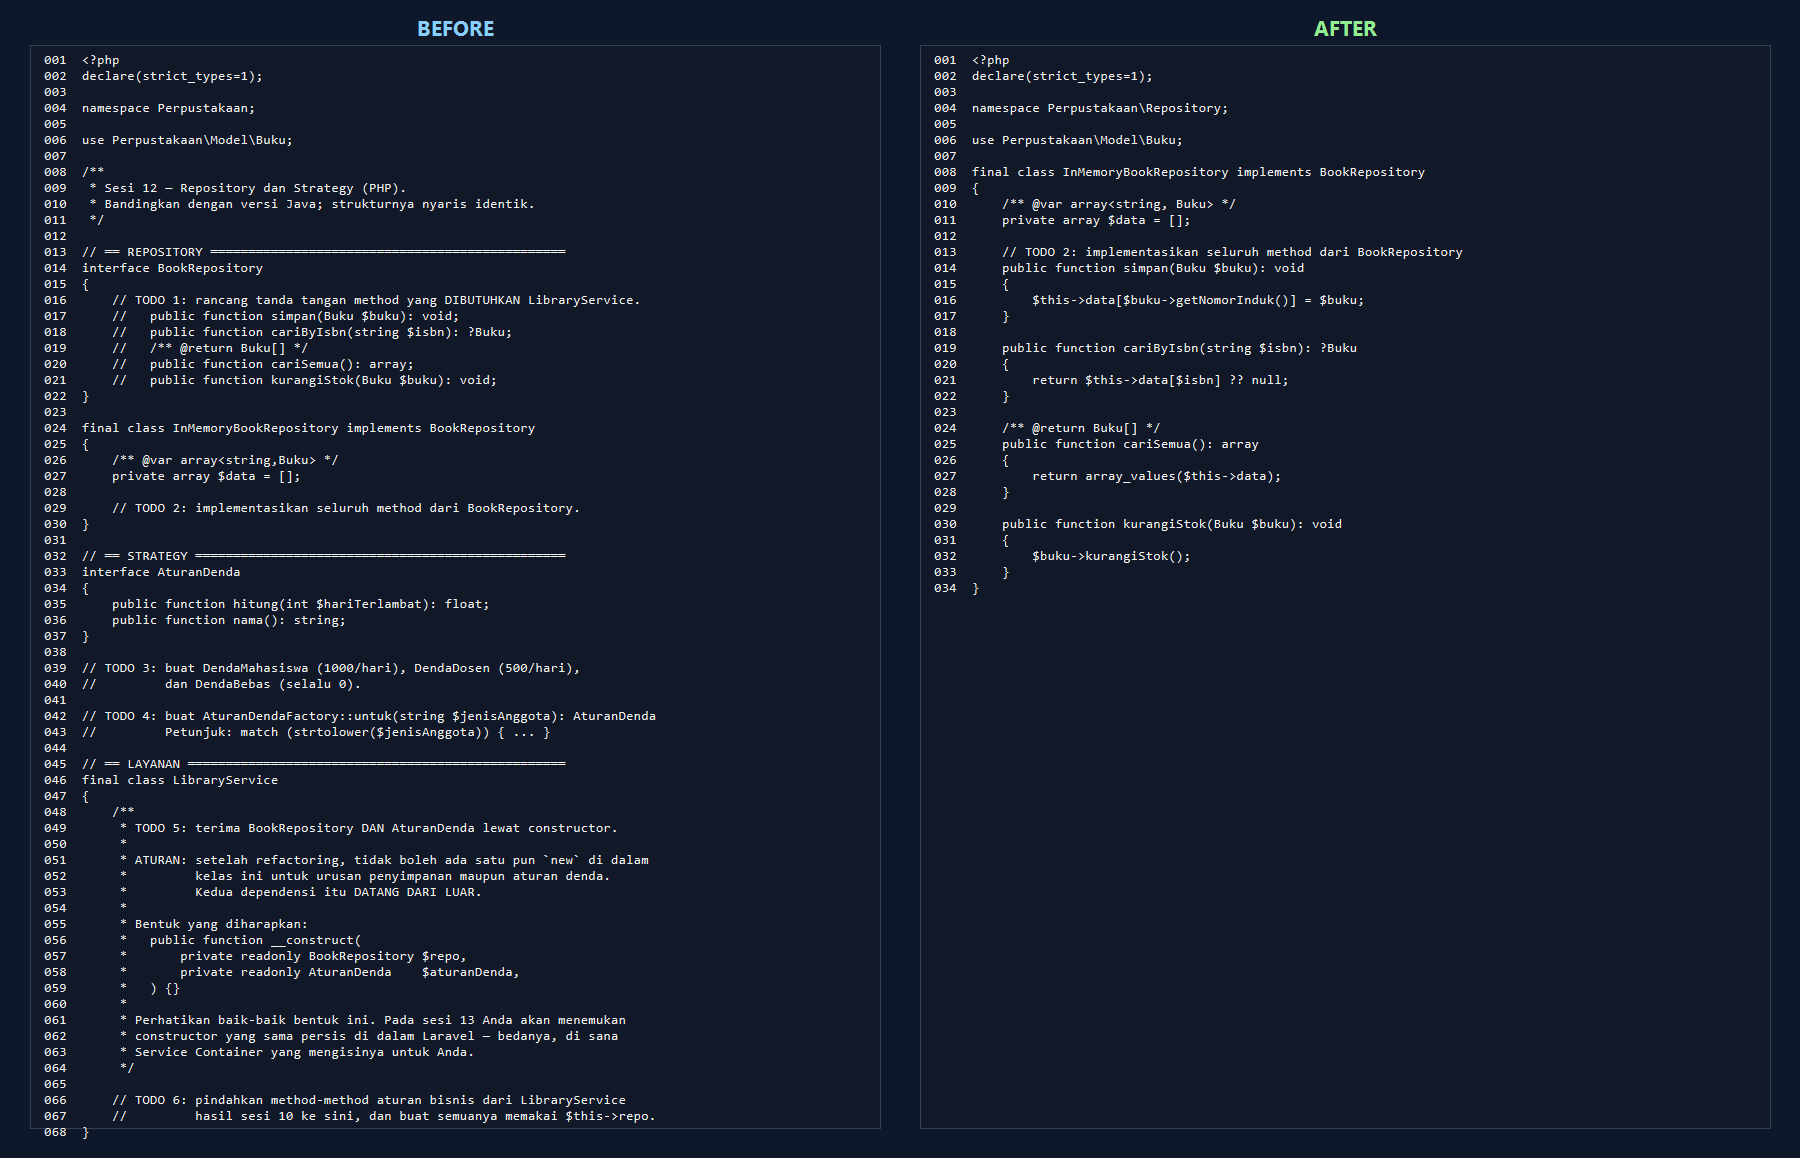 BEFORE
001 <?php
002 declare(strict_types=1);
003
004 namespace Perpustakaan;
005
006 use Perpustakaan\Model\Buku;
007
008 /**
009  * Sesi 12 — Repository dan Strategy (PHP).
010  * Bandingkan dengan versi Java; strukturnya nyaris identik.
011  */
012
013 // ══ REPOSITORY ═══════════════════════════════════════════════
014 interface BookRepository
015 {
016     // TODO 1: rancang tanda tangan method yang DIBUTUHKAN LibraryService.
017     //   public function simpan(Buku $buku): void;
018     //   public function cariByIsbn(string $isbn): ?Buku;
019     //   /** @return Buku[] */
020     //   public function cariSemua(): array;
021     //   public function kurangiStok(Buku $buku): void;
022 }
023
024 final class InMemoryBookRepository implements BookRepository
025 {
026     /** @var array<string,Buku> */
027     private array $data = [];
028
029     // TODO 2: implementasikan seluruh method dari BookRepository.
030 }
031
032 // ══ STRATEGY ═════════════════════════════════════════════════
033 interface AturanDenda
034 {
035     public function hitung(int $hariTerlambat): float;
036     public function nama(): string;
037 }
038
039 // TODO 3: buat DendaMahasiswa (1000/hari), DendaDosen (500/hari),
040 //         dan DendaBebas (selalu 0).
041
042 // TODO 4: buat AturanDendaFactory::untuk(string $jenisAnggota): AturanDenda
043 //         Petunjuk: match (strtolower($jenisAnggota)) { ... }
044
045 // ══ LAYANAN ══════════════════════════════════════════════════
046 final class LibraryService
047 {
048     /**
049      * TODO 5: terima BookRepository DAN AturanDenda lewat constructor.
050      *
051      * ATURAN: setelah refactoring, tidak boleh ada satu pun `new` di dalam
052      *         kelas ini untuk urusan penyimpanan maupun aturan denda.
053      *         Kedua dependensi itu DATANG DARI LUAR.
054      *
055      * Bentuk yang diharapkan:
056      *   public function __construct(
057      *       private readonly BookRepository $repo,
058      *       private readonly AturanDenda    $aturanDenda,
059      *   ) {}
060      *
061      * Perhatikan baik-baik bentuk ini. Pada sesi 13 Anda akan menemukan
062      * constructor yang sama persis di dalam Laravel — bedanya, di sana
063      * Service Container yang mengisinya untuk Anda.
064      */
065
066     // TODO 6: pindahkan method-method aturan bisnis dari LibraryService
067     //         hasil sesi 10 ke sini, dan buat semuanya memakai $this->repo.
068 }
AFTER
001 <?php
002 declare(strict_types=1);
003
004 namespace Perpustakaan\Repository;
005
006 use Perpustakaan\Model\Buku;
007
008 final class InMemoryBookRepository implements BookRepository
009 {
010     /** @var array<string, Buku> */
011     private array $data = [];
012
013     // TODO 2: implementasikan seluruh method dari BookRepository
014     public function simpan(Buku $buku): void
015     {
016         $this->data[$buku->getNomorInduk()] = $buku;
017     }
018
019     public function cariByIsbn(string $isbn): ?Buku
020     {
021         return $this->data[$isbn] ?? null;
022     }
023
024     /** @return Buku[] */
025     public function cariSemua(): array
026     {
027         return array_values($this->data);
028     }
029
030     public function kurangiStok(Buku $buku): void
031     {
032         $buku->kurangiStok();
033     }
034 }